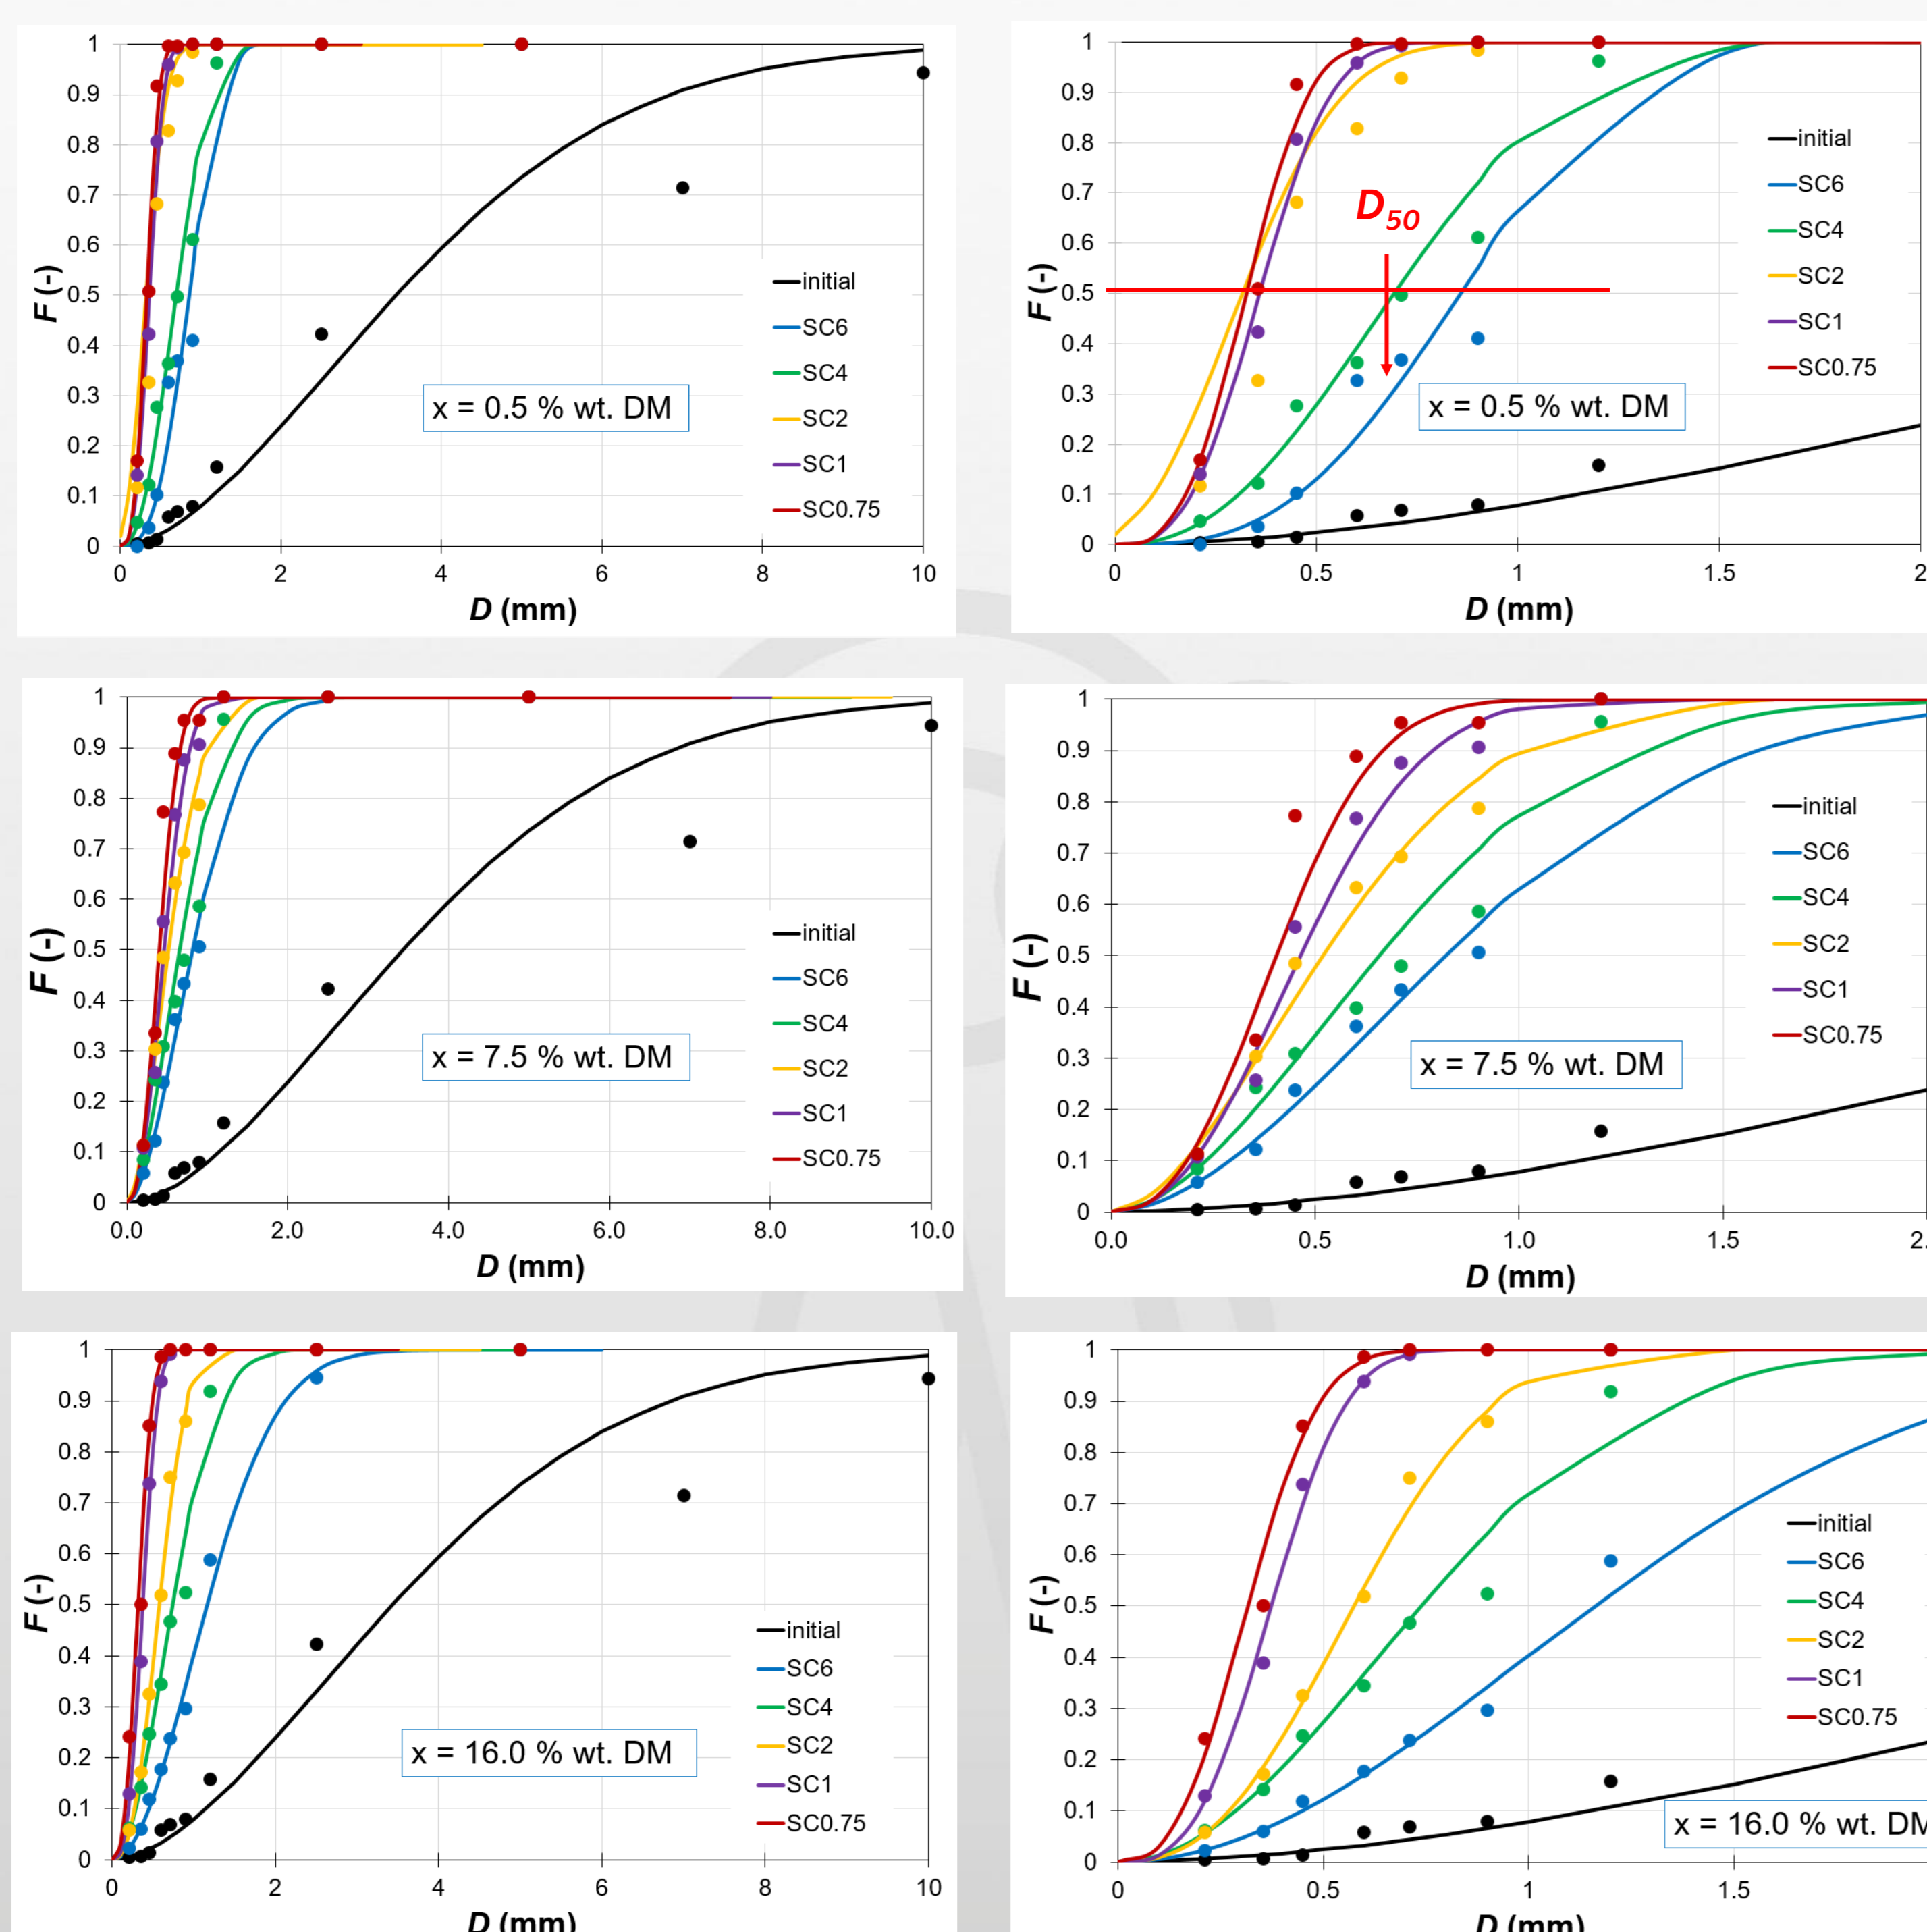 1
0.9
0.8
0.7
0.6
0.5
0.4
0.3
0.2
0.1
0
F (-)
initial
SC6
SC4
SC2
SC1
SC0.75
x = 0.5 % wt. DM
0 2 4 6 8 10
D (mm)
1
0.9
0.8
0.7
0.6
0.5
0.4
0.3
0.2
0.1
0
F (-)
D50
initial
SC6
SC4
SC2
SC1
SC0.75
x = 0.5 % wt. DM
0 0.5 1 1.5 2
D (mm)
1
0.9
0.8
0.7
0.6
0.5
0.4
0.3
0.2
0.1
0
F (-)
initial
SC6
SC4
SC2
SC1
SC0.75
x = 7.5 % wt. DM
0.0 2.0 4.0 6.0 8.0 10.0
D (mm)
1
0.9
0.8
0.7
0.6
0.5
0.4
0.3
0.2
0.1
0
F (-)
initial
SC6
SC4
SC2
SC1
SC0.75
x = 7.5 % wt. DM
0.0 0.5 1.0 1.5 2.
D (mm)
1
0.9
0.8
0.7
0.6
0.5
0.4
0.3
0.2
0.1
0
F (-)
initial
SC6
SC4
SC2
SC1
SC0.75
x = 16.0 % wt. DM
0 2 4 6 8 10
D (mm)
1
0.9
0.8
0.7
0.6
0.5
0.4
0.3
0.2
0.1
0
F (-)
initial
SC6
SC4
SC2
SC1
SC0.75
x = 16.0 % wt. DM
0 0.5 1 1.5
D (mm)